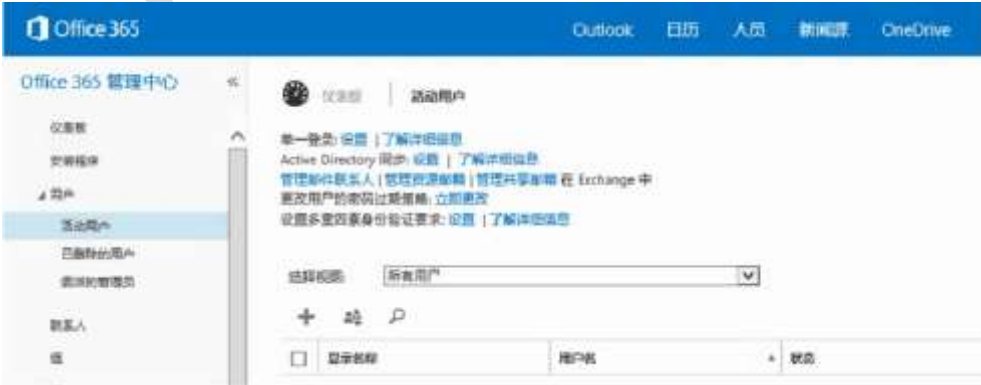 Office 365
Outlook 日历 人员 新闻源 OneDrive
Office 365 管理中心
仪表板
安装程序
用户
活动用户
已删除的用户
委派的管理员
联系人
组
仪表板 | 活动用户
单一登录: 设置 | 了解详细信息
Active Directory 同步: 设置 | 了解详细信息
管理邮件联系人 | 管理资源邮箱 | 管理共享邮箱 在 Exchange 中
更改用户的密码过期策略: 立即更改
设置多重因素身份验证要求: 设置 | 了解详细信息
选择视图: 所有用户
显示名称 用户名 状态